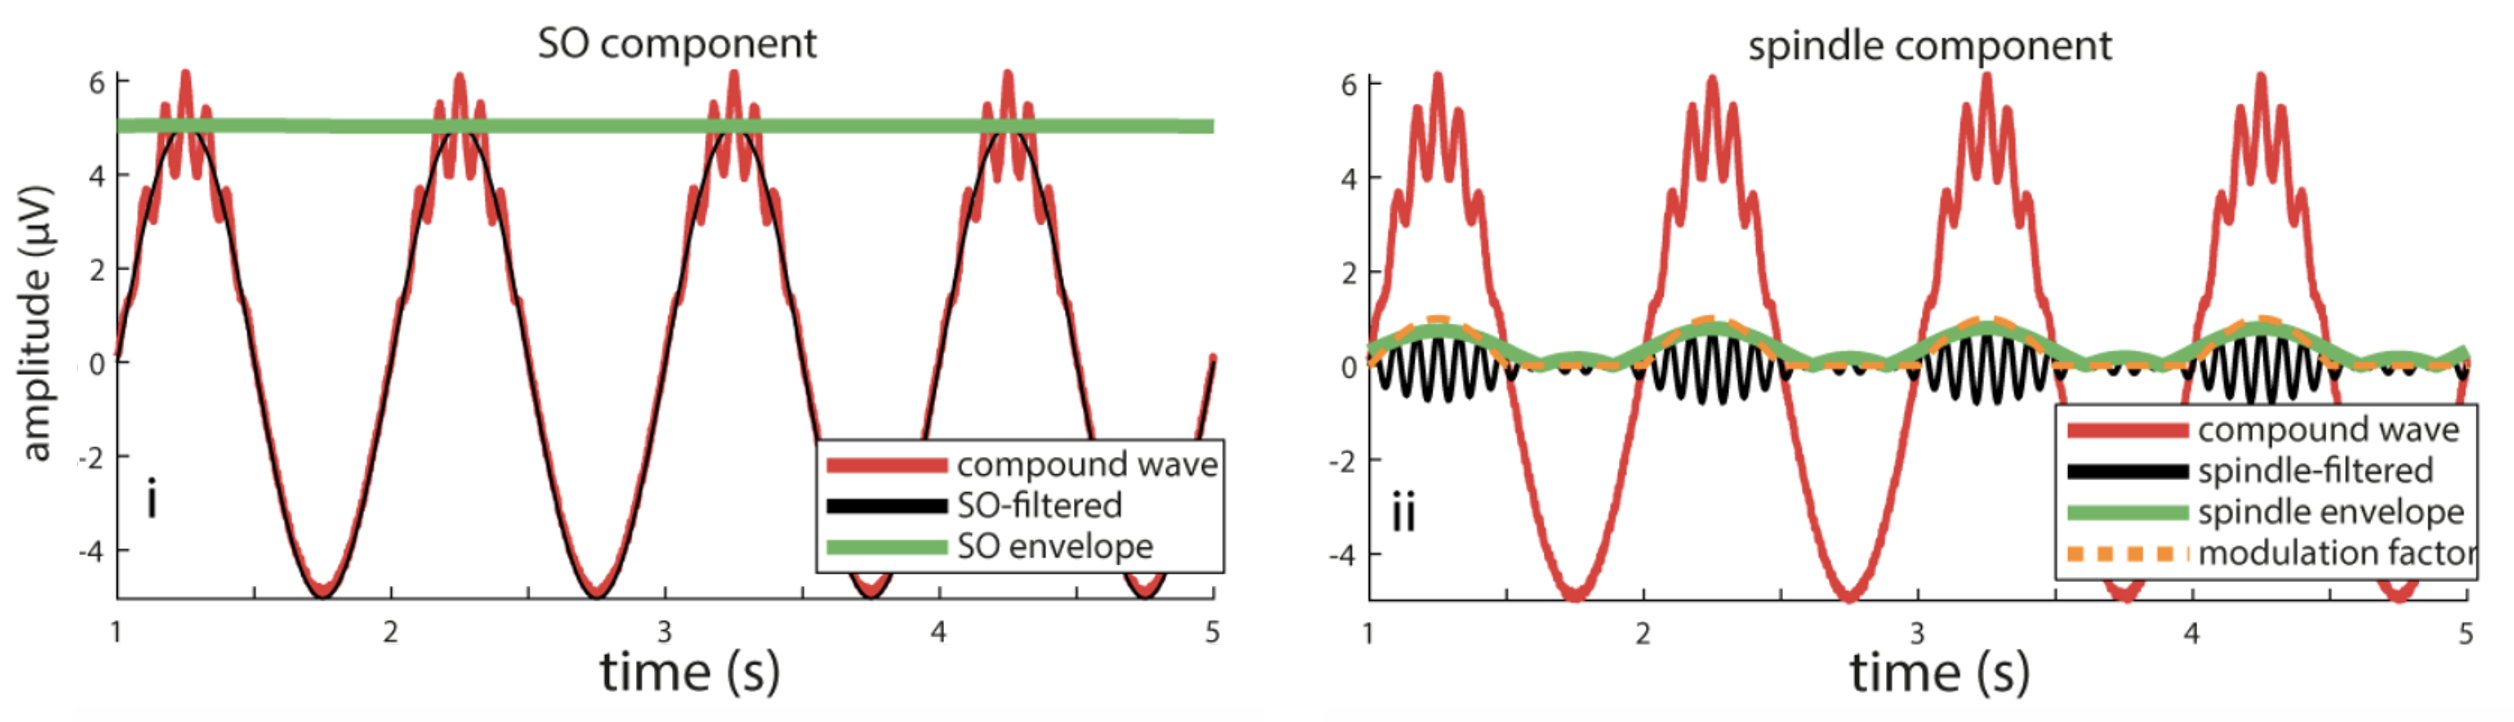 SO component
6
4
2
0
-2
-4
amplitude (μV)
i
compound wave
SO-filtered
SO envelope
1 2 3 4 5
time (s)
spindle component
6
4
2
0
-2
-4
ii
compound wave
spindle-filtered
spindle envelope
modulation factor
1 2 3 4 5
time (s)